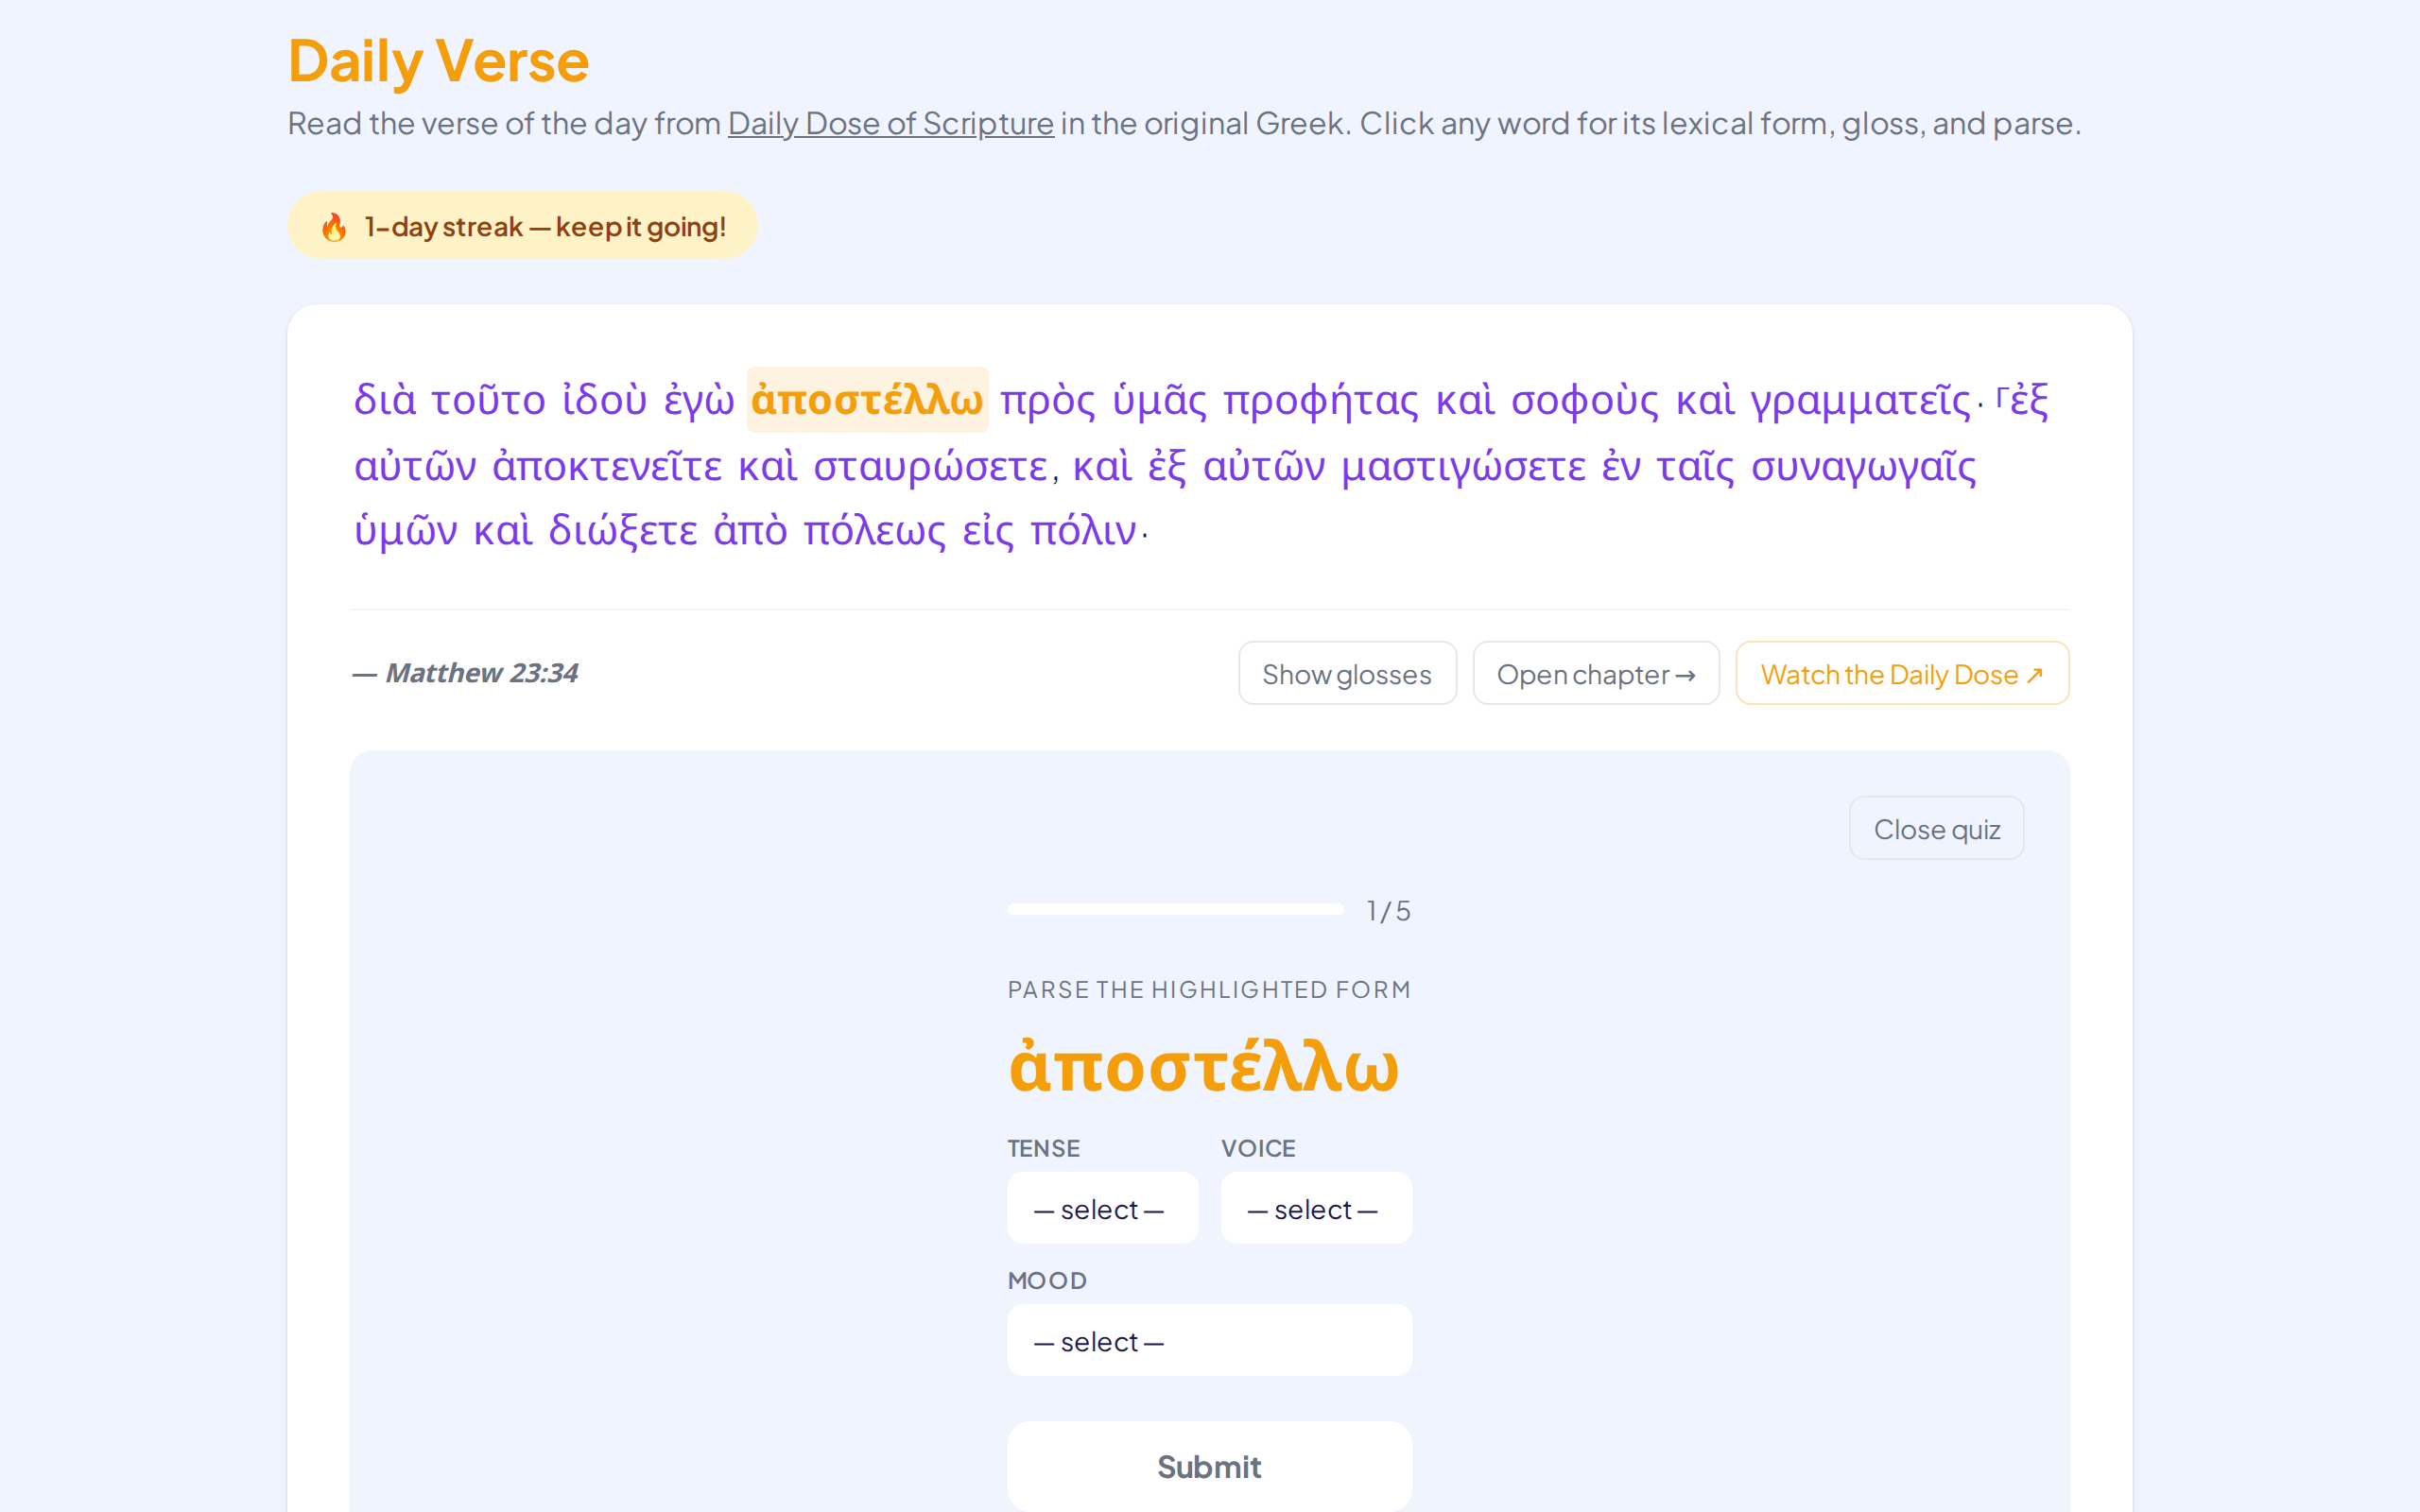 Daily Verse
Read the verse of the day from Daily Dose of Scripture in the original Greek. Click any word for its lexical form, gloss, and parse.
🔥 1-day streak — keep it going!
διὰ τοῦτο ἰδοὺ ἐγὼ ἀποστέλλω πρὸς ὑμᾶς προφήτας καὶ σοφοὺς καὶ γραμματεῖς· ⸀ἐξ
αὐτῶν ἀποκτενεῖτε καὶ σταυρώσετε, καὶ ἐξ αὐτῶν μαστιγώσετε ἐν ταῖς συναγωγαῖς
ὑμῶν καὶ διώξετε ἀπὸ πόλεως εἰς πόλιν·
— Matthew 23:34
Show glosses
Open chapter →
Watch the Daily Dose ↗
Close quiz
1 / 5
PARSE THE HIGHLIGHTED FORM
ἀποστέλλω
TENSE VOICE
— select — — select —
MOOD
— select —
Submit